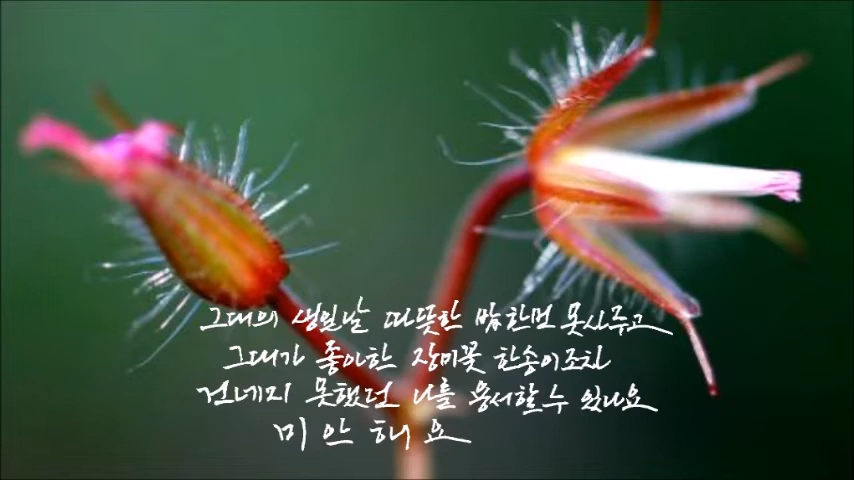 그대의 생일날 따뜻한 밥한번 못사주고
그대가 좋아한 장미꽃 한송이조차
건네지 못했던 나를 용서할수 있나요
미안해요